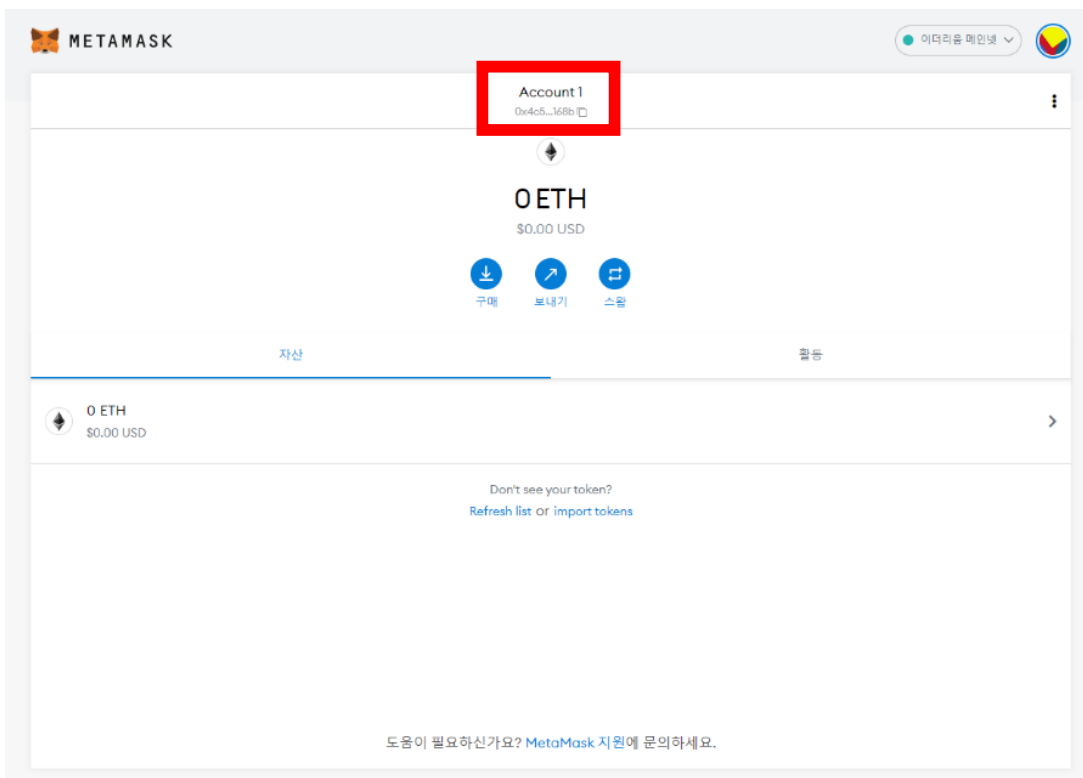 METAMASK
이더리움 메인넷
Account 1
0x4c5...168b
0 ETH
$0.00 USD
구매
보내기
스왑
자산
활동
0 ETH
$0.00 USD
Don't see your token?
Refresh list or import tokens
도움이 필요하신가요? MetaMask 지원에 문의하세요.